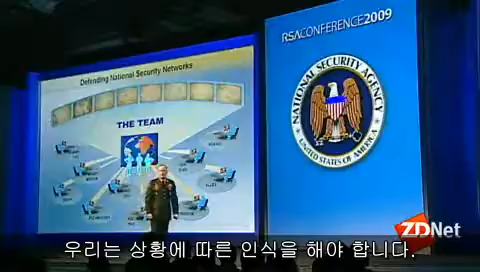 RSACONFERENCE2009
Defending National Security Networks
THE TEAM
NATIONAL SECURITY AGENCY
UNITED STATES OF AMERICA
ZDNet
우리는 상황에 따른 인식을 해야 합니다.